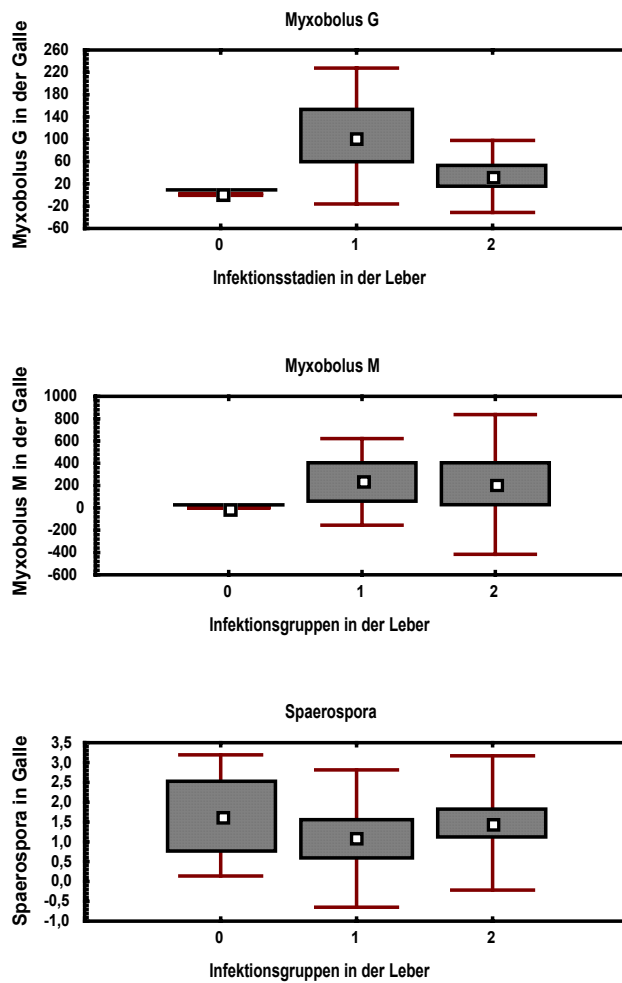 Myxobolus G
Myxobolus G in der Galle
260
220
180
140
100
60
20
-20
-60
0 1 2
Infektionsstadien in der Leber
Myxobolus M
Myxobolus M in der Galle
1000
800
600
400
200
0
-200
-400
-600
0 1 2
Infektionsgruppen in der Leber
Spaerospora
Spaerospora in Galle
3,5
3,0
2,5
2,0
1,5
1,0
0,5
0,0
-0,5
-1,0
0 1 2
Infektionsgruppen in der Leber